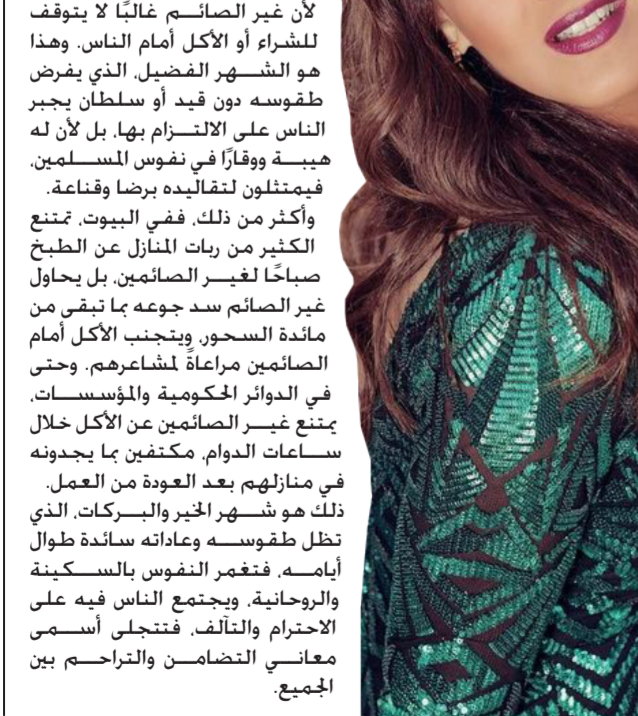 لأن غير الصائم غالبًا لا يتوقف
للشراء أو الأكل أمام الناس. وهذا
هو الشهر الفضيل، الذي يفرض
طقوسه دون قيد أو سلطان يجبر
الناس على الالتزام بها، بل لأن له
هيبة ووقارًا في نفوس المسلمين،
فيمتثلون لتقاليده برضا وقناعة.
وأكثر من ذلك، ففي البيوت، تمتنع
الكثير من ربات المنازل عن الطبخ
صباحًا لغير الصائمين، بل يحاول
غير الصائم سد جوعه بما تبقى من
مائدة السحور، ويتجنب الأكل أمام
الصائمين مراعاةً لمشاعرهم. وحتى
في الدوائر الحكومية والمؤسسات،
يمتنع غير الصائمين عن الأكل خلال
ساعات الدوام، مكتفين بما يجدونه
في منازلهم بعد العودة من العمل.
ذلك هو شهر الخير والبركات، الذي
تظل طقوسه وعاداته سائدة طوال
أيامه، فتغمر النفوس بالسكينة
والروحانية، ويجتمع الناس فيه على
الاحترام والتآلف، فتتجلى أسمى
معاني التضامن والتراحم بين
الجميع.